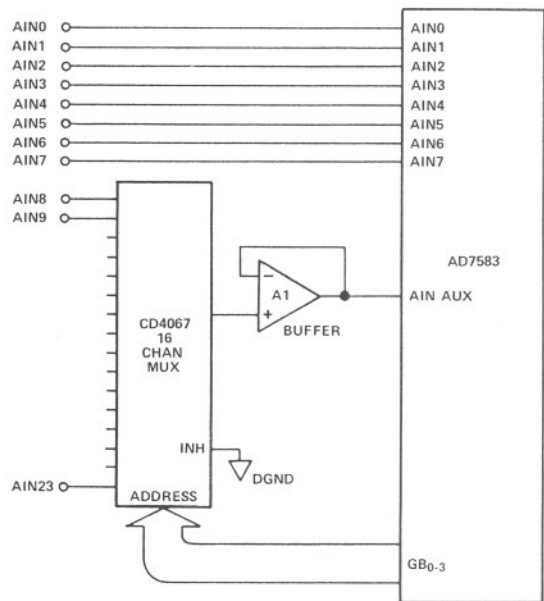 AIN0
AIN1
AIN2
AIN3
AIN4
AIN5
AIN6
AIN7
AIN0
AIN1
AIN2
AIN3
AIN4
AIN5
AIN6
AIN7
AIN8
AIN9
AIN23
CD4067
16
CHAN
MUX
INH
ADDRESS
DGND
−
A1
+
BUFFER
AD7583
AIN AUX
GB₀₋₃